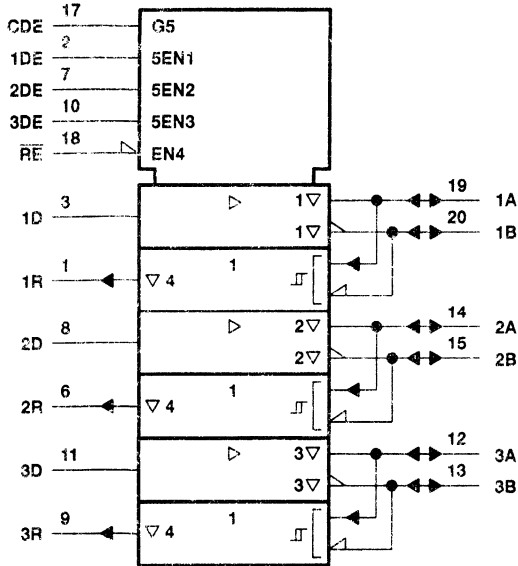 CDE 17 G5
1DE 2 5EN1
2DE 7 5EN2
3DE 10 5EN3
RE 18 EN4
1D 3 1 19 1A
1 20 1B
1R 1 4 1
2D 8 2 14 2A
2 15 2B
2R 6 4 1
3D 11 3 12 3A
3 13 3B
3R 9 4 1